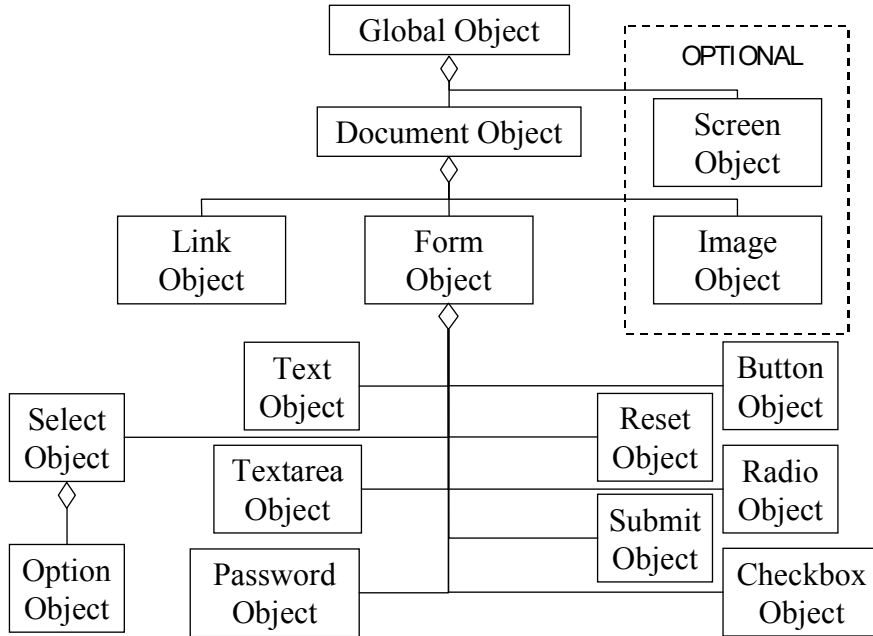 Global Object
OPTIONAL
Document Object
Screen
Object
Link
Object
Form
Object
Image
Object
Text
Object
Button
Object
Select
Object
Reset
Object
Textarea
Object
Radio
Object
Submit
Object
Option
Object
Password
Object
Checkbox
Object